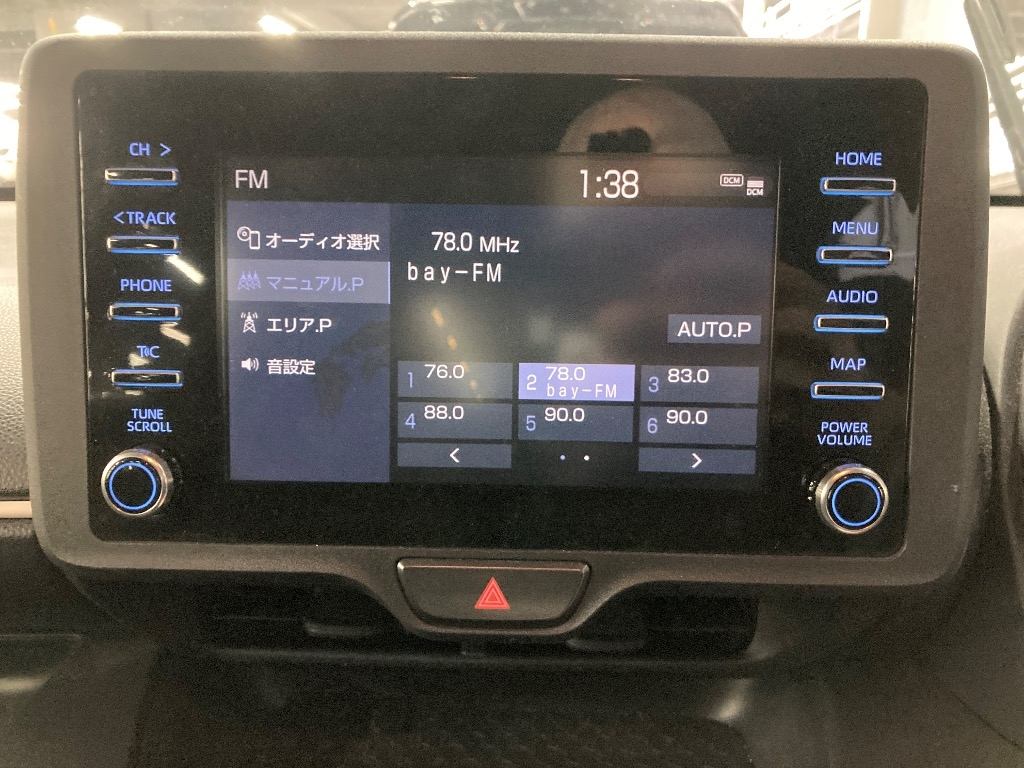 CH >
<TRACK
PHONE
T&C
TUNE
SCROLL
FM
1:38
DCM
DCM
オーディオ選択
マニュアル.P
エリア.P
音設定
78.0 MHz
bay-FM
AUTO.P
1 76.0
2 78.0
bay-FM
3 83.0
4 88.0
5 90.0
6 90.0
<
>
HOME
MENU
AUDIO
MAP
POWER
VOLUME